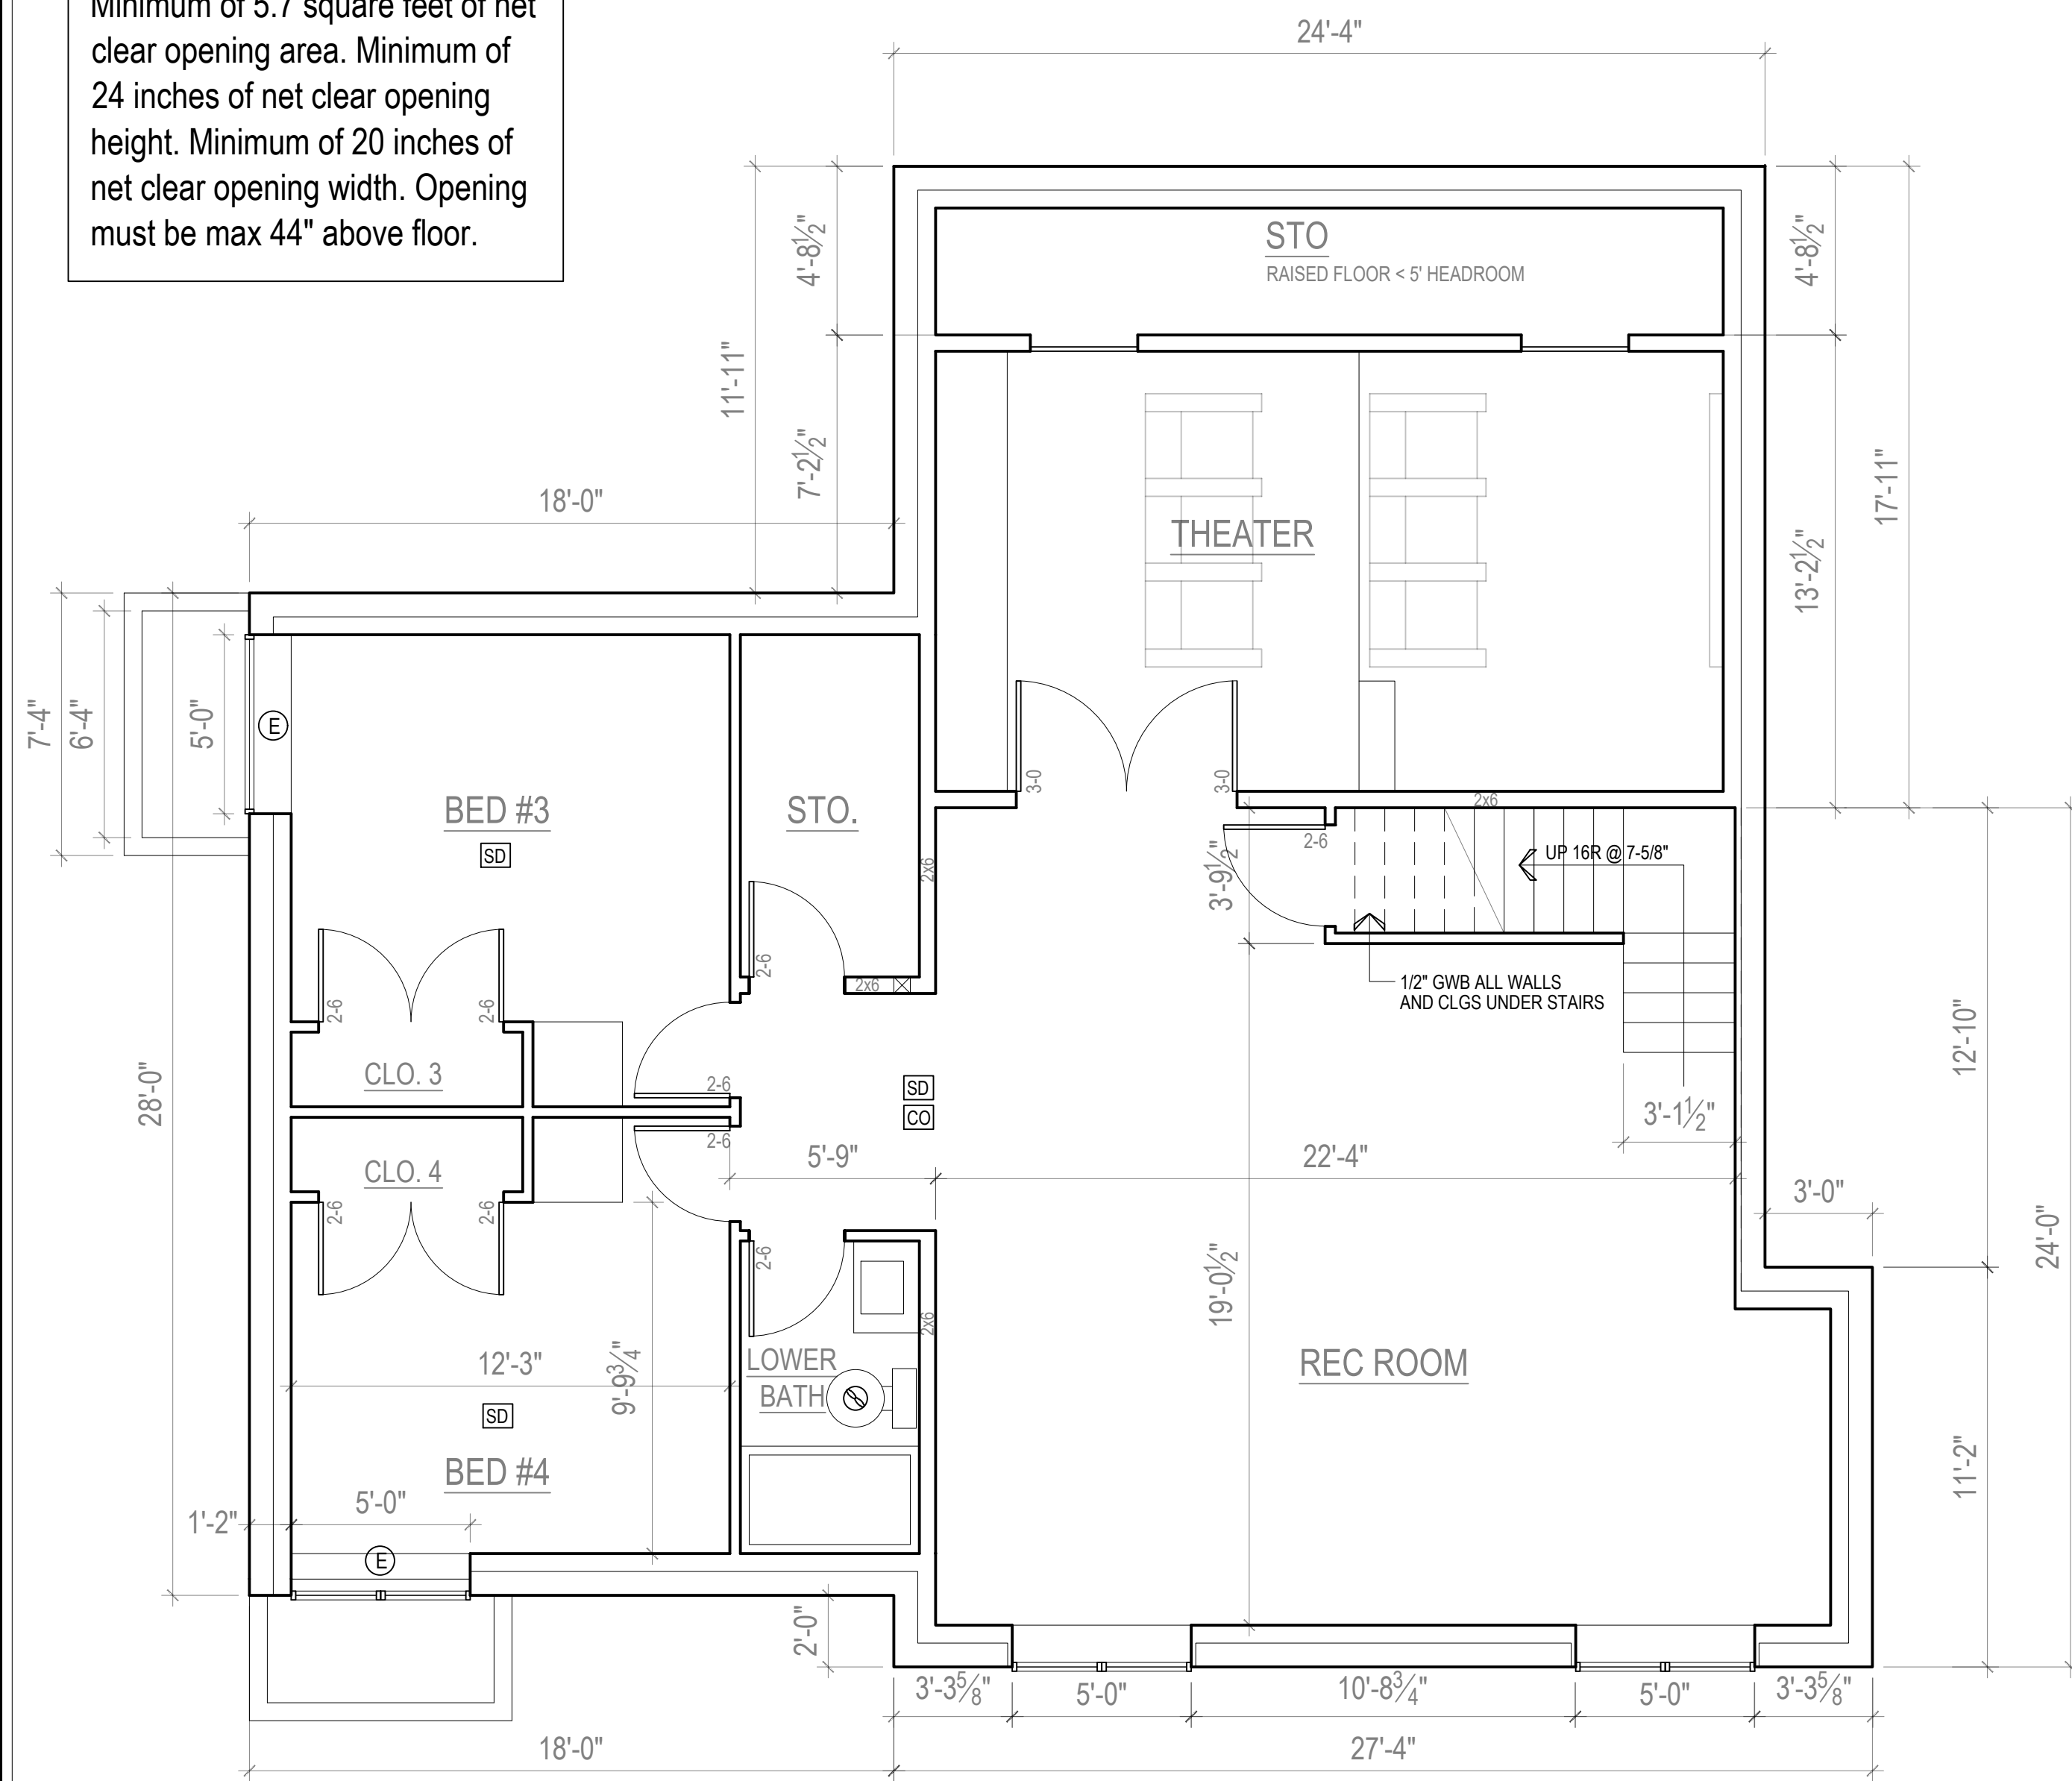 Minimum of 5.7 square feet of net
clear opening area. Minimum of
24 inches of net clear opening
height. Minimum of 20 inches of
net clear opening width. Opening
must be max 44" above floor.
24'-4"
4'-8½"
4'-8½"
STO
RAISED FLOOR < 5' HEADROOM
11'-11"
7'-2½"
17'-11"
13'-2½"
18'-0"
THEATER
7'-4"
6'-4"
5'-0"
E
BED #3
SD
STO.
2x6
3-0
3-0
2x6
2-6
3'-9½"
UP 16R @ 7-5/8"
2-6
2x6
1/2" GWB ALL WALLS
AND CLGS UNDER STAIRS
2-6
2-6
CLO. 3
2-6
SD
CO
28'-0"
12'-10"
3'-1½"
2-6
5'-9"
22'-4"
CLO. 4
2-6
2-6
3'-0"
24'-0"
2-6
19'-0½"
2x6
12'-3"
9'-9¾"
LOWER
BATH
REC ROOM
SD
BED #4
11'-2"
5'-0"
1'-2"
E
2'-0"
3'-3⅝"
5'-0"
10'-8¾"
5'-0"
3'-3⅝"
18'-0"
27'-4"